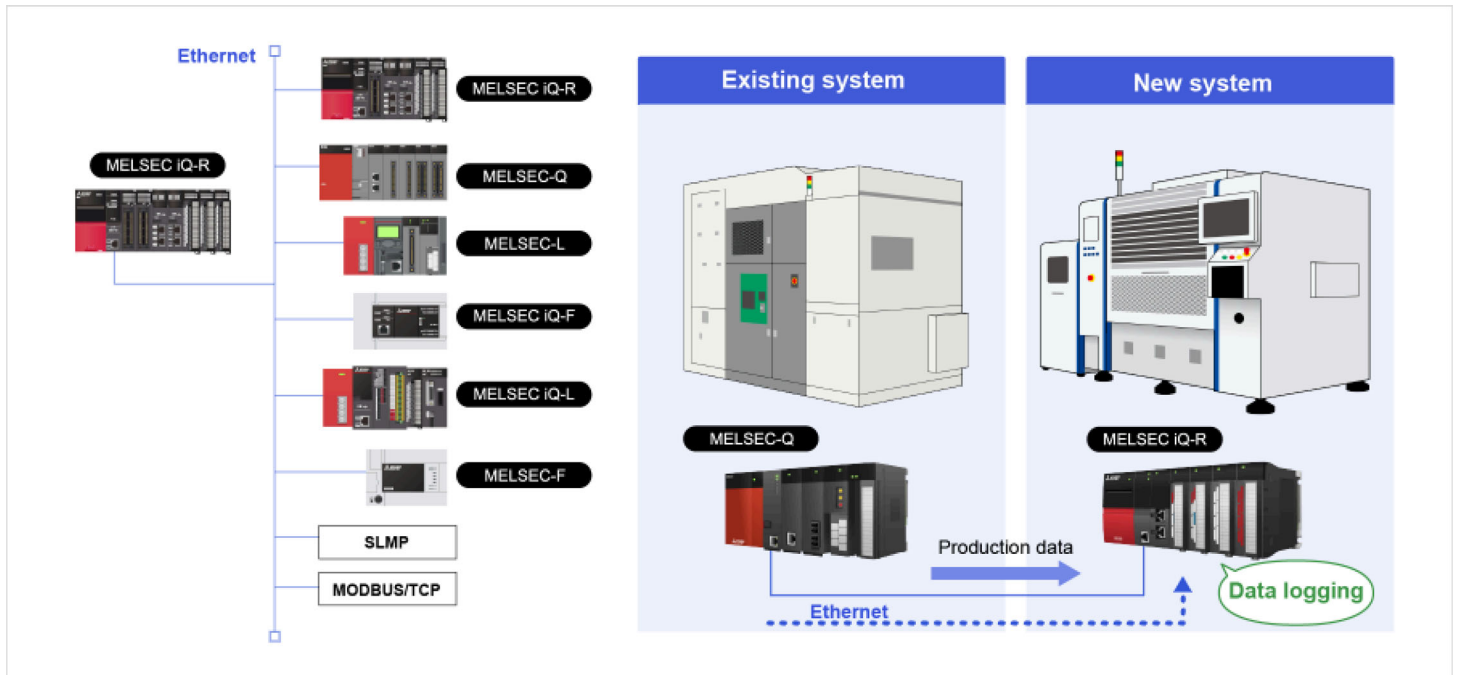 Ethernet
MELSEC iQ-R
MELSEC iQ-R
MELSEC-Q
MELSEC-L
MELSEC iQ-F
MELSEC iQ-L
MELSEC-F
SLMP
MODBUS/TCP
Existing system
New system
MELSEC-Q
MELSEC iQ-R
Production data
Ethernet
Data logging